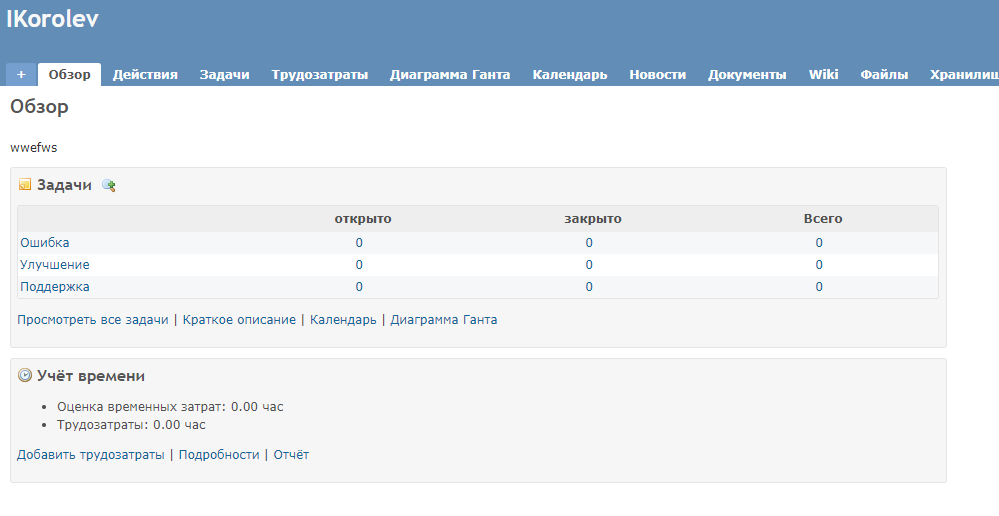 IKorolev
+ Обзор Действия Задачи Трудозатраты Диаграмма Ганта Календарь Новости Документы Wiki Файлы Хранилищ
Обзор
wwefws
Задачи
открыто закрыто Всего
Ошибка 0 0 0
Улучшение 0 0 0
Поддержка 0 0 0
Просмотреть все задачи | Краткое описание | Календарь | Диаграмма Ганта
Учёт времени
• Оценка временных затрат: 0.00 час
• Трудозатраты: 0.00 час
Добавить трудозатраты | Подробности | Отчёт